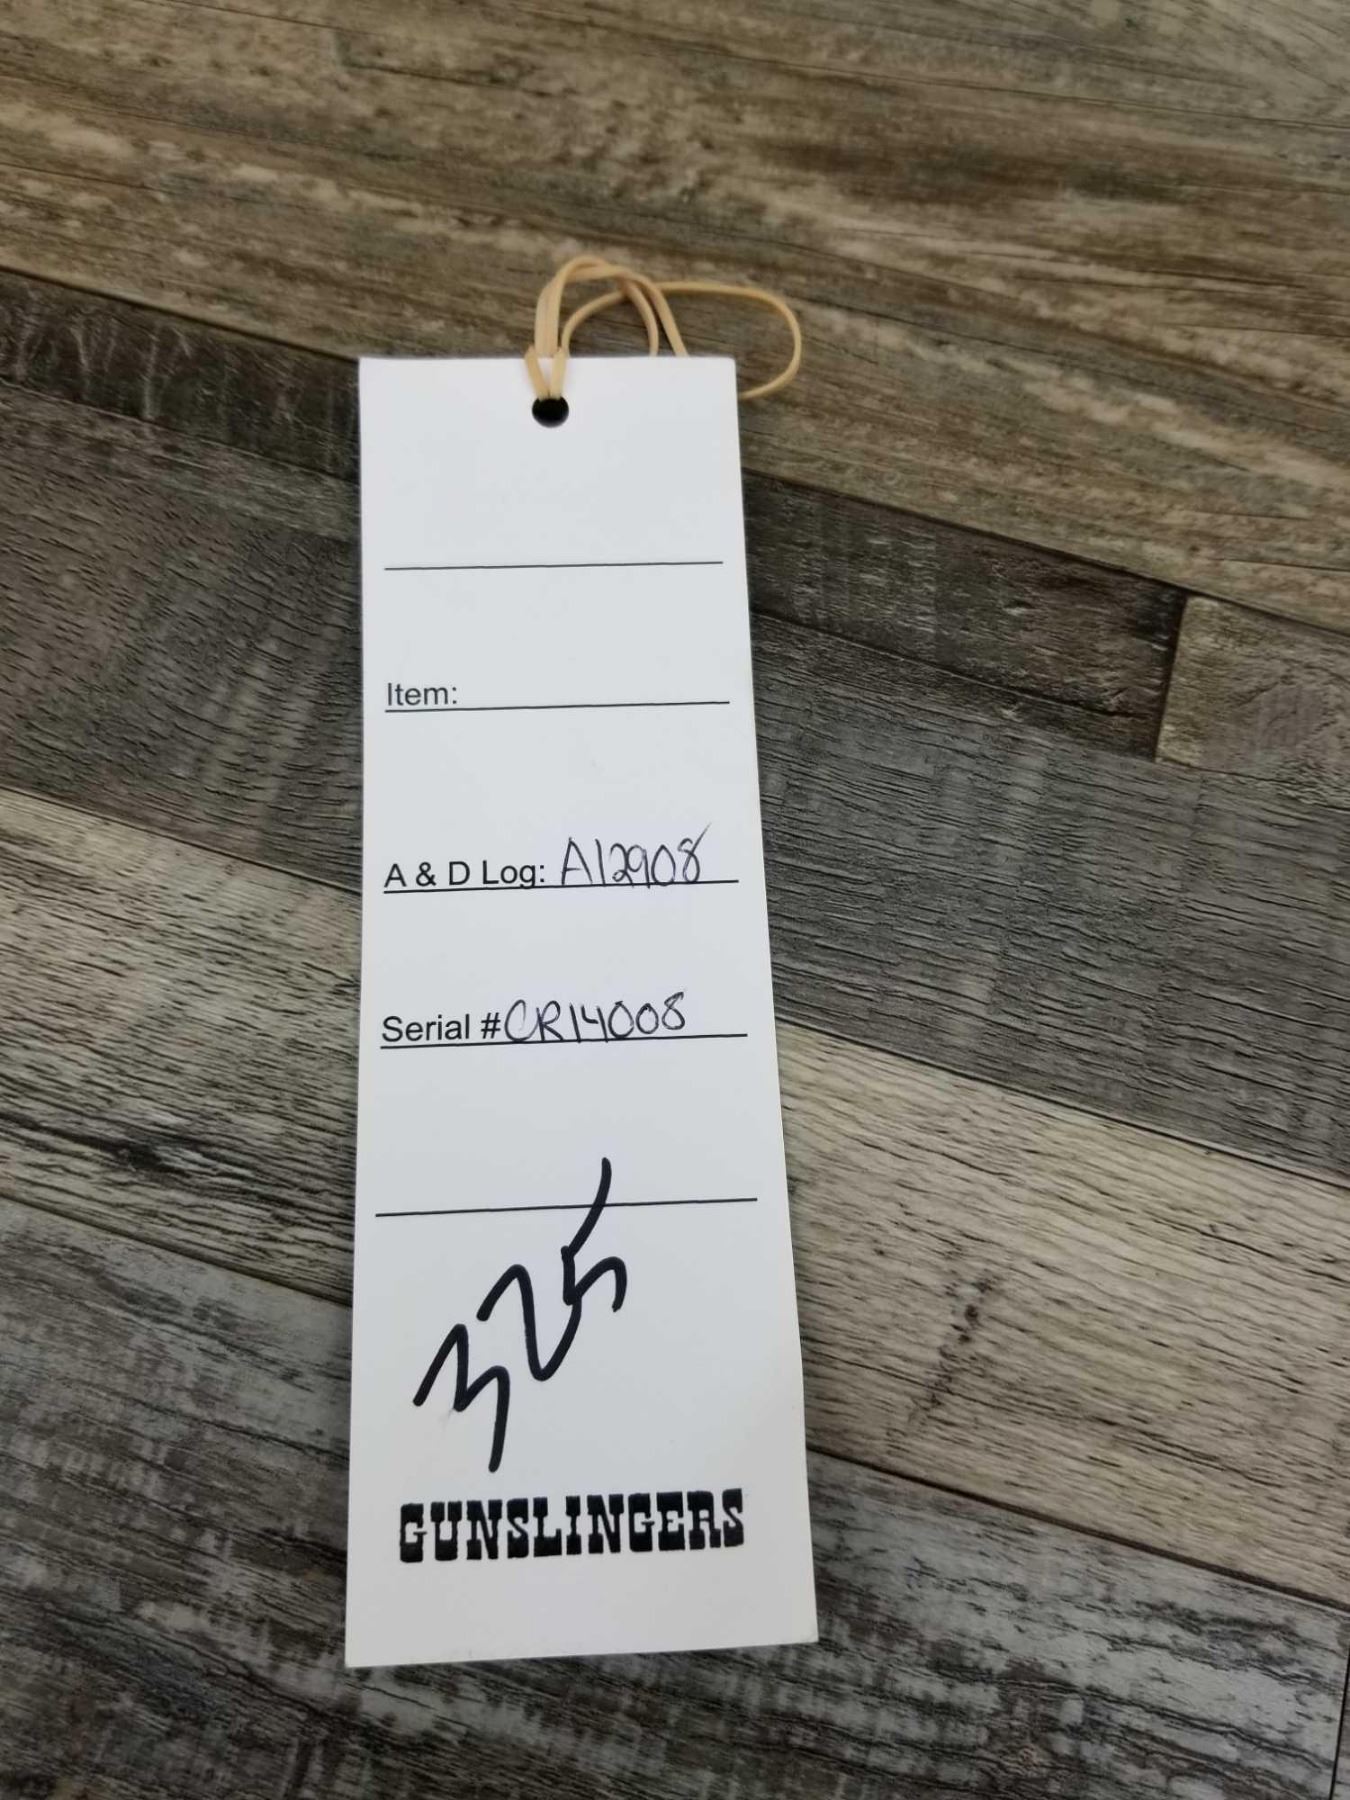 Item:
A & D Log: A12908
Serial # CR14008
325
GUNSLINGERS